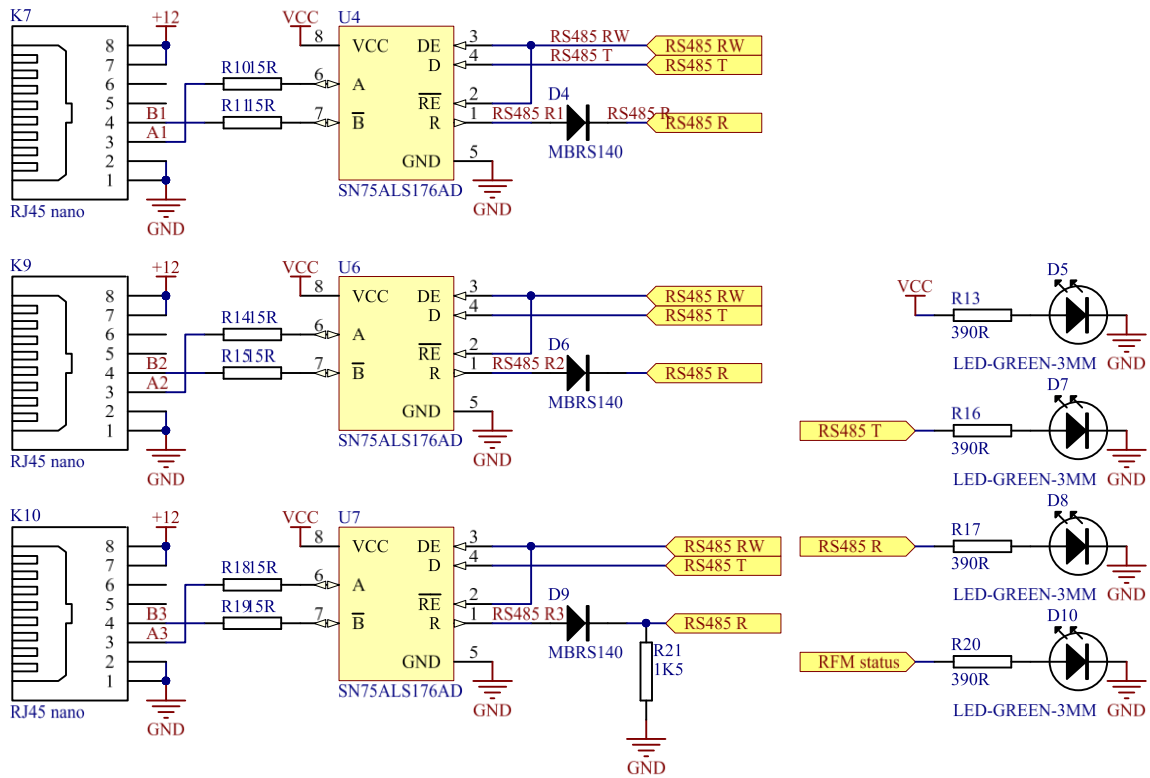 K7
+12
VCC
U4
8
8
VCC
DE
3
RS485 RW
RS485 RW
7
D
4
RS485 T
RS485 T
6
R10
15R
6
A
5
R11
15R
RE
2
D4
B1
4
7
B
R
1
RS485 R1
RS485 R
RS485 R
A1
3
MBRS140
2
GND
5
1
SN75ALS176AD
RJ45 nano
GND
GND
K9
+12
VCC
U6
D5
8
8
VCC
DE
3
RS485 RW
VCC
R13
7
D
4
RS485 T
390R
6
R14
15R
6
A
5
R15
15R
RE
2
D6
LED-GREEN-3MM
GND
B2
4
7
B
R
1
RS485 R2
RS485 R
A2
3
MBRS140
D7
2
GND
5
R16
1
SN75ALS176AD
RS485 T
390R
RJ45 nano
GND
GND
LED-GREEN-3MM
GND
K10
+12
VCC
U7
D8
8
8
VCC
DE
3
RS485 RW
RS485 R
R17
7
D
4
RS485 T
390R
6
R18
15R
6
A
5
R19
15R
RE
2
D9
LED-GREEN-3MM
GND
B3
4
7
B
R
1
RS485 R3
RS485 R
D10
A3
3
MBRS140
R21
R20
2
GND
5
1K5
RFM status
390R
1
SN75ALS176AD
RJ45 nano
GND
GND
LED-GREEN-3MM
GND
GND